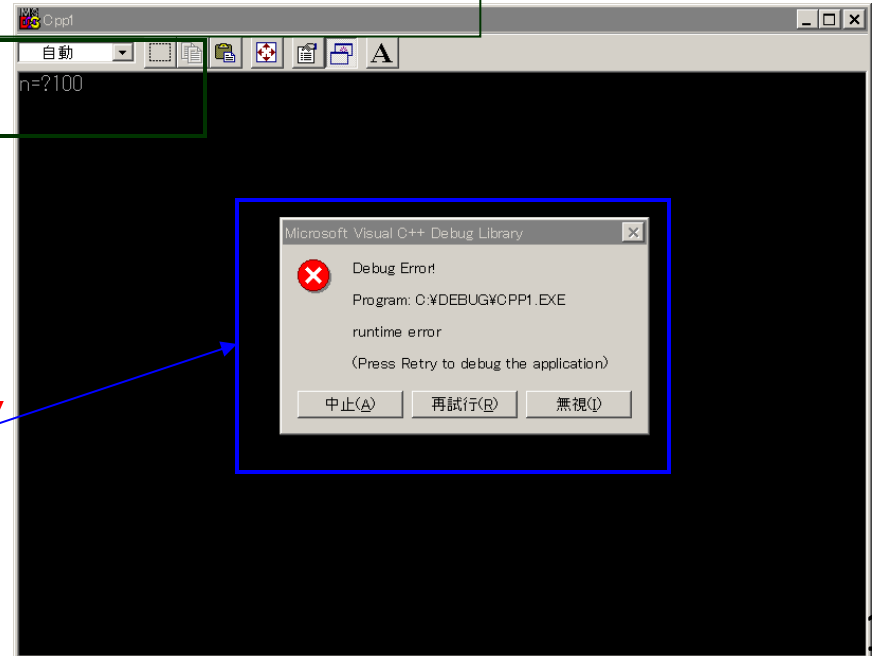 Cpp1
自動
A
n=?100
Microsoft Visual C++ Debug Library
Debug Error!
Program: C:¥DEBUG¥CPP1.EXE
runtime error
(Press Retry to debug the application)
中止(A) 再試行(R) 無視(I)